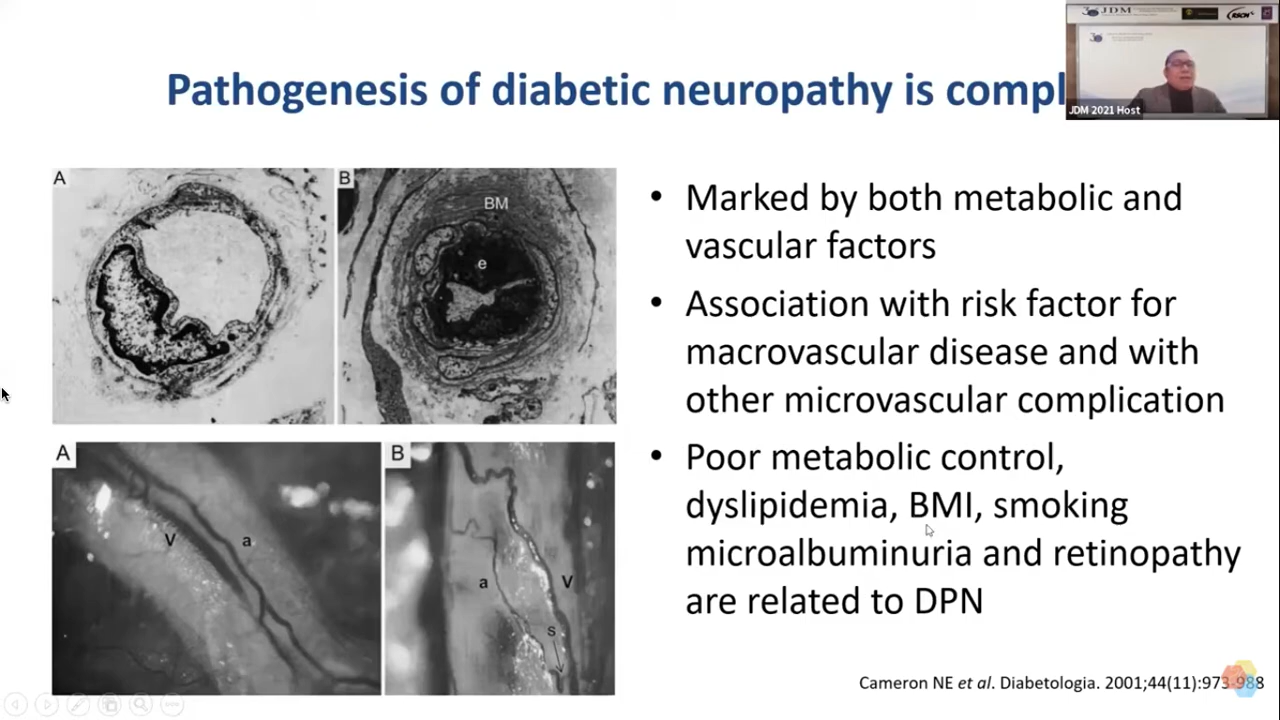 Pathogenesis of diabetic neuropathy is compl
JDM
RSCH
JDM 2021 Host
A
B
BM
e
A
B
V
a
a
V
s
• Marked by both metabolic and
vascular factors
• Association with risk factor for
macrovascular disease and with
other microvascular complication
• Poor metabolic control,
dyslipidemia, BMI, smoking
microalbuminuria and retinopathy
are related to DPN
Cameron NE et al. Diabetologia. 2001;44(11):973-988